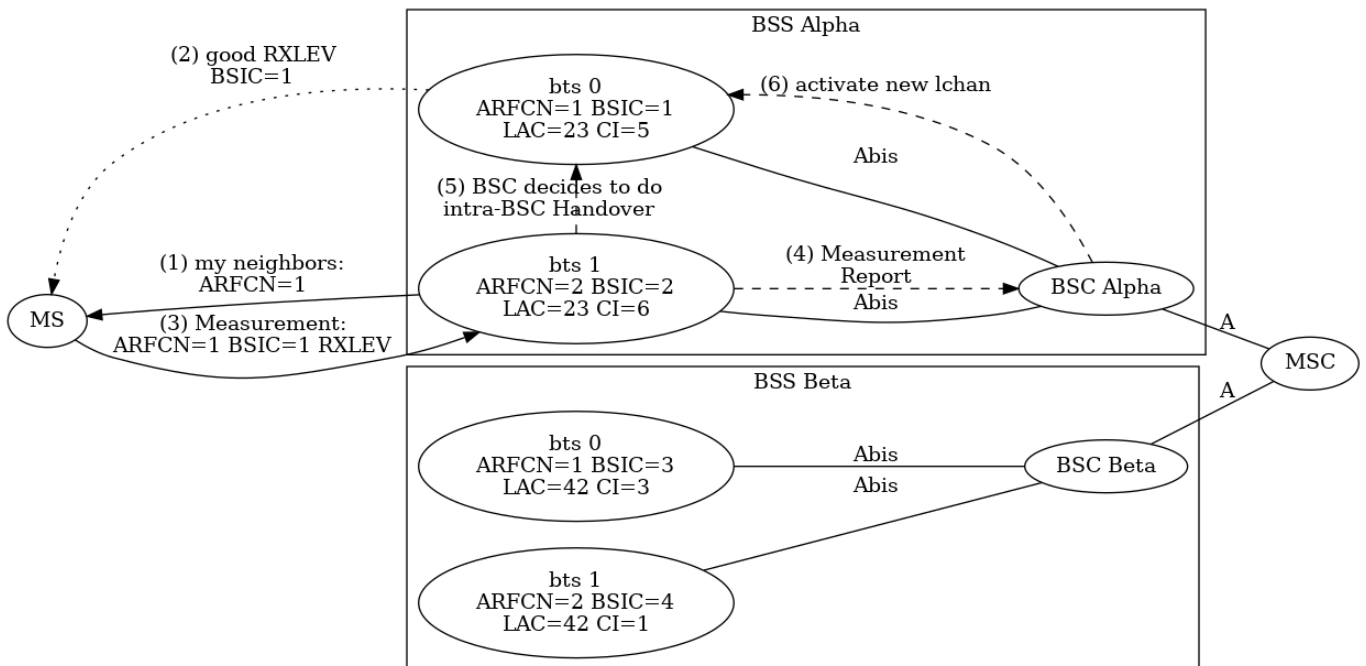 BSS Alpha
(2) good RXLEV
BSIC=1
bts 0
ARFCN=1 BSIC=1
LAC=23 CI=5
(6) activate new lchan
Abis
(5) BSC decides to do
intra-BSC Handover
(1) my neighbors:
ARFCN=1
bts 1
ARFCN=2 BSIC=2
LAC=23 CI=6
(4) Measurement
Report
Abis
BSC Alpha
MS
(3) Measurement:
ARFCN=1 BSIC=1 RXLEV
A
MSC
A
BSS Beta
bts 0
ARFCN=1 BSIC=3
LAC=42 CI=3
Abis
BSC Beta
Abis
bts 1
ARFCN=2 BSIC=4
LAC=42 CI=1